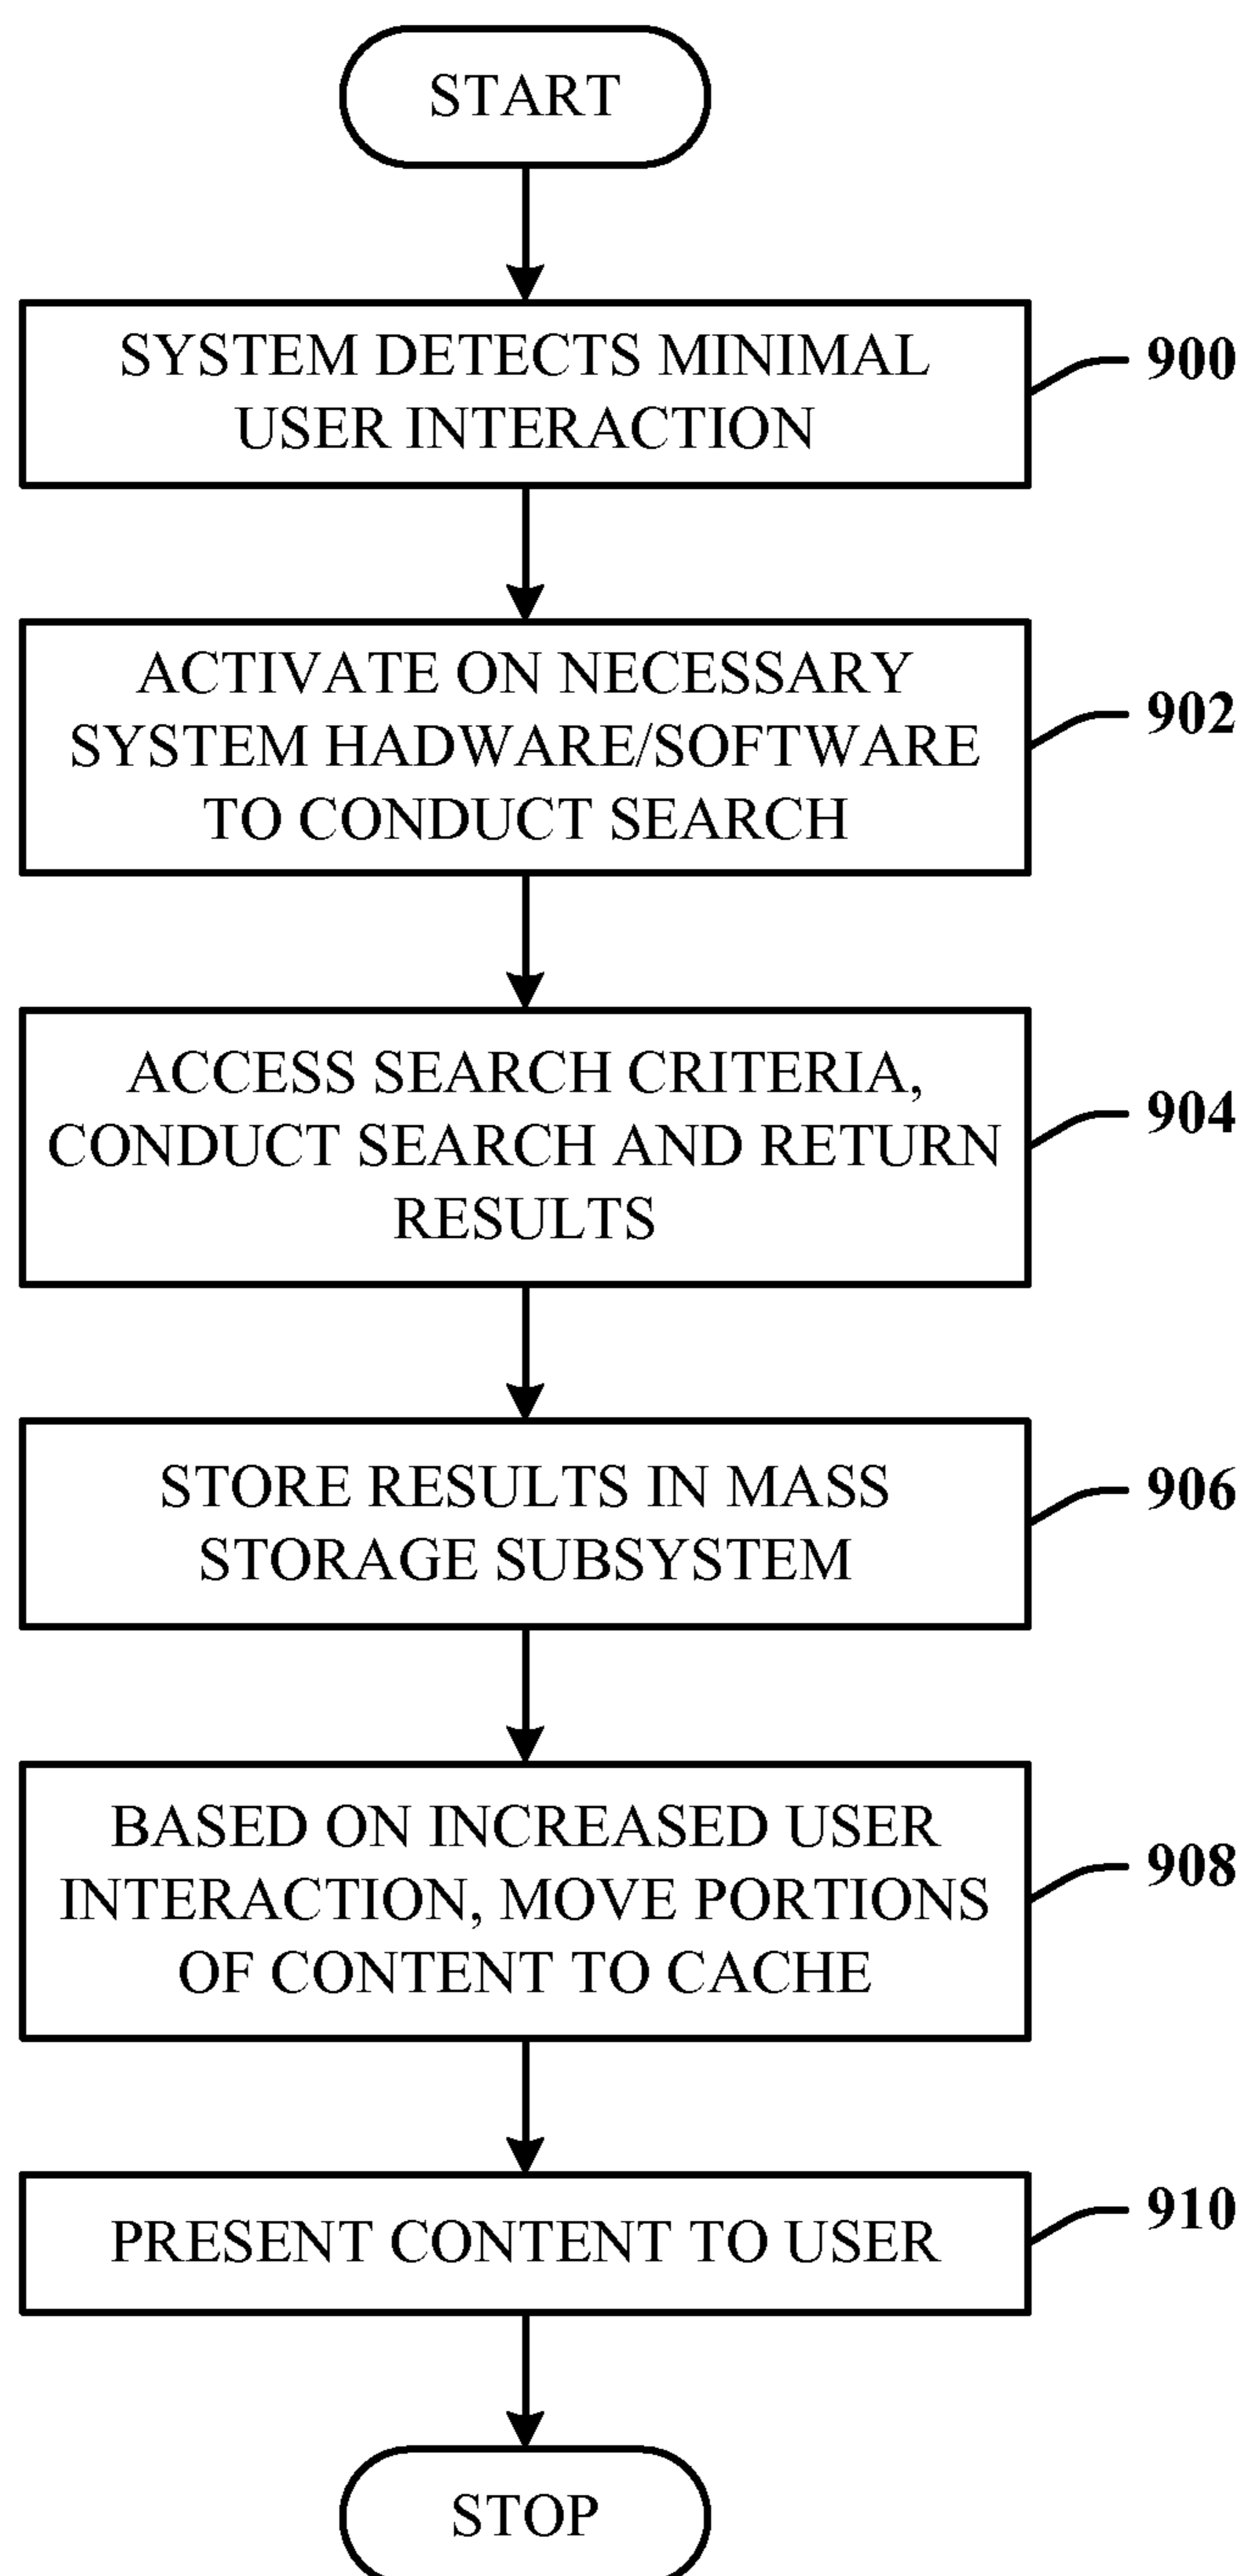 START
SYSTEM DETECTS MINIMAL
USER INTERACTION
900
ACTIVATE ON NECESSARY
SYSTEM HADWARE/SOFTWARE
TO CONDUCT SEARCH
902
ACCESS SEARCH CRITERIA,
CONDUCT SEARCH AND RETURN
RESULTS
904
STORE RESULTS IN MASS
STORAGE SUBSYSTEM
906
BASED ON INCREASED USER
INTERACTION, MOVE PORTIONS
OF CONTENT TO CACHE
908
PRESENT CONTENT TO USER
910
STOP